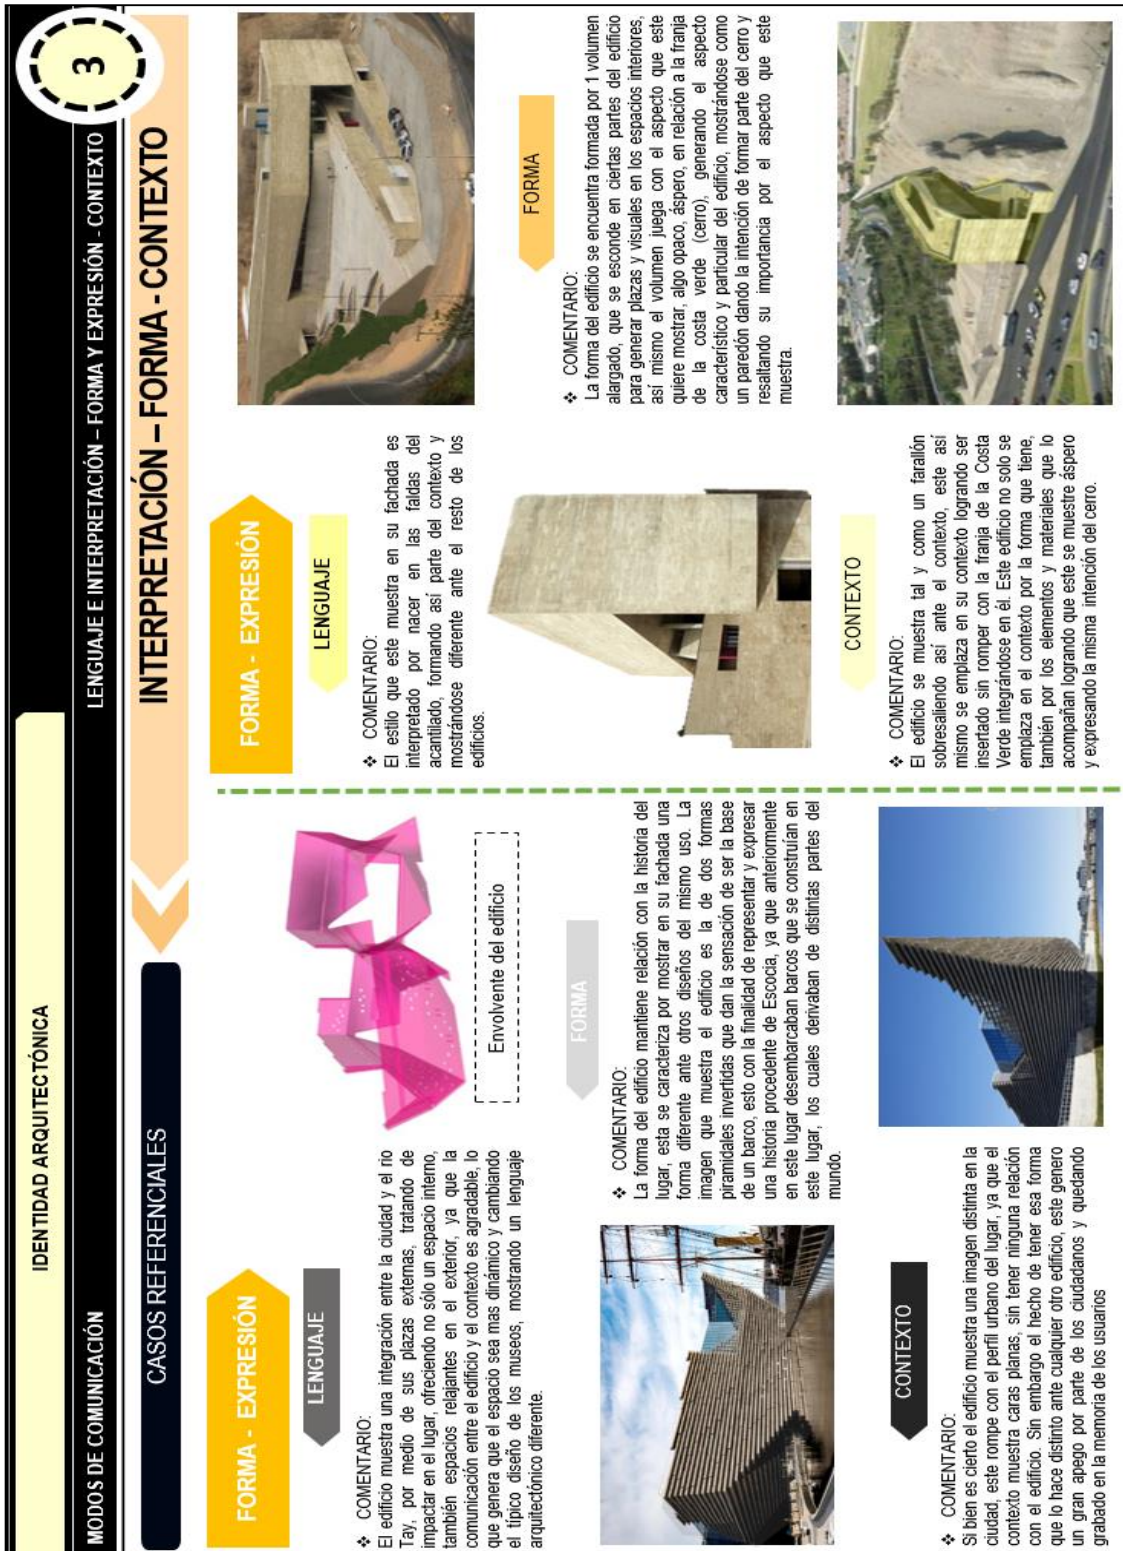 IDENTIDAD ARQUITECTÓNICA
MODOS DE COMUNICACIÓN
LENGUAJE E INTERPRETACIÓN – FORMA Y EXPRESIÓN - CONTEXTO
3
CASOS REFERENCIALES
INTERPRETACIÓN – FORMA - CONTEXTO
FORMA - EXPRESIÓN
LENGUAJE
❖ COMENTARIO:
El edificio muestra una integración entre la ciudad y el rio
Tay, por medio de sus plazas externas, tratando de
impactar en el lugar, ofreciendo no sólo un espacio interno,
también espacios relajantes en el exterior, ya que la
comunicación entre el edificio y el contexto es agradable, lo
que genera que el espacio sea mas dinámico y cambiando
el típico diseño de los museos, mostrando un lenguaje
arquitectónico diferente.
Envolvente del edificio
FORMA
❖ COMENTARIO:
La forma del edificio mantiene relación con la historia del
lugar, esta se caracteriza por mostrar en su fachada una
forma diferente ante otros diseños del mismo uso. La
imagen que muestra el edificio es la de dos formas
piramidales invertidas que dan la sensación de ser la base
de un barco, esto con la finalidad de representar y expresar
una historia procedente de Escocia, ya que anteriormente
en este lugar desembarcaban barcos que se construían en
este lugar, los cuales derivaban de distintas partes del
mundo.
CONTEXTO
❖ COMENTARIO:
Si bien es cierto el edificio muestra una imagen distinta en la
ciudad, este rompe con el perfil urbano del lugar, ya que el
contexto muestra caras planas, sin tener ninguna relación
con el edificio. Sin embargo el hecho de tener esa forma
que lo hace distinto ante cualquier otro edificio, este genero
un gran apego por parte de los ciudadanos y quedando
grabado en la memoria de los usuarios
FORMA - EXPRESIÓN
LENGUAJE
❖ COMENTARIO:
El estilo que este muestra en su fachada es
interpretado por nacer en las faldas del
acantilado, formando así parte del contexto y
mostrándose diferente ante el resto de los
edificios.
FORMA
❖ COMENTARIO:
La forma del edificio se encuentra formada por 1 volumen
alargado, que se esconde en ciertas partes del edificio
para generar plazas y visuales en los espacios interiores,
así mismo el volumen juega con el aspecto que este
quiere mostrar, algo opaco, áspero, en relación a la franja
de la costa verde (cerro), generando el aspecto
característico y particular del edificio, mostrándose como
un paredón dando la intención de formar parte del cerro y
resaltando su importancia por el aspecto que este
muestra.
CONTEXTO
❖ COMENTARIO:
El edificio se muestra tal y como un farallón
sobresaliendo así ante el contexto, este así
mismo se emplaza en su contexto logrando ser
insertado sin romper con la franja de la Costa
Verde integrándose en él. Este edificio no solo se
emplaza en el contexto por la forma que tiene,
también por los elementos y materiales que lo
acompañan logrando que este se muestre áspero
y expresando la misma intención del cerro.